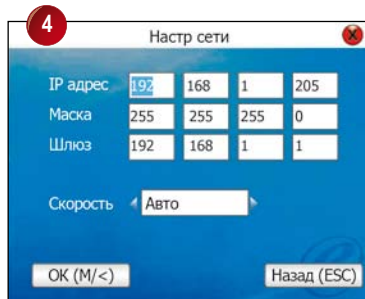 4
Настр сети
IP адрес 192 168 1 205
Маска 255 255 255 0
Шлюз 192 168 1 1
Скорость Авто
OK (M/<) Назад (ESC)